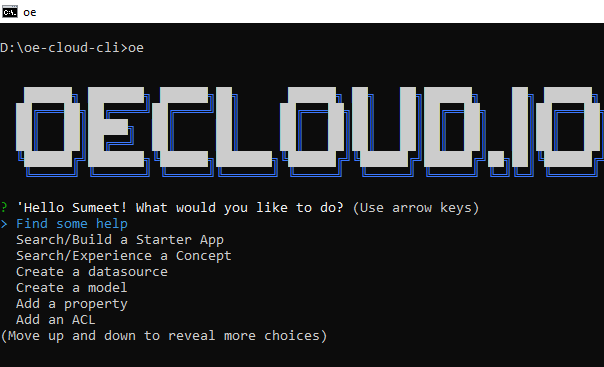 oe
D:\oe-cloud-cli>oe
OECLOUD.IO
? 'Hello Sumeet! What would you like to do? (Use arrow keys)
> Find some help
Search/Build a Starter App
Search/Experience a Concept
Create a datasource
Create a model
Add a property
Add an ACL
(Move up and down to reveal more choices)